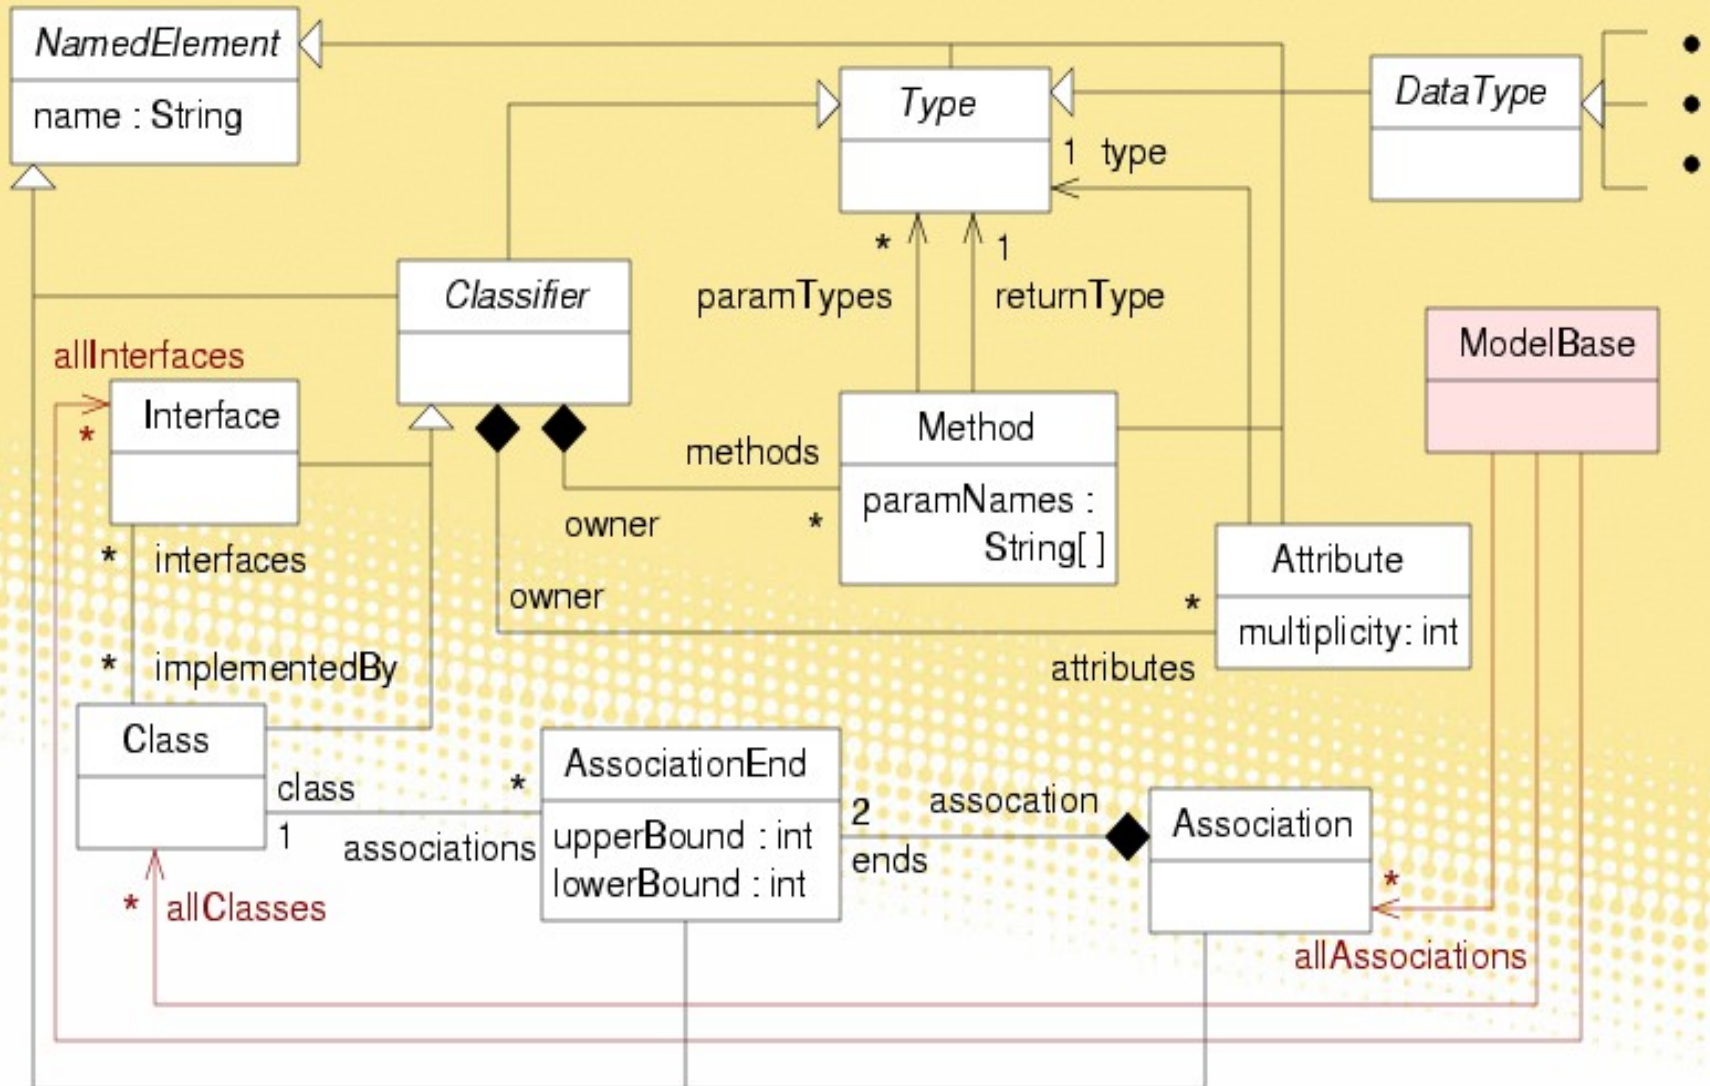 NamedElement
name : String
Type
DataType
1 type
* 1
paramTypes returnType
Classifier
ModelBase
allInterfaces
*
Interface
Method
paramNames :
String[ ]
methods
*
owner
owner
Attribute
multiplicity: int
*
attributes
* interfaces
* implementedBy
Class
class
1
*
associations
AssociationEnd
upperBound : int
lowerBound : int
2 assocation
ends
Association
* allClasses
*
allAssociations